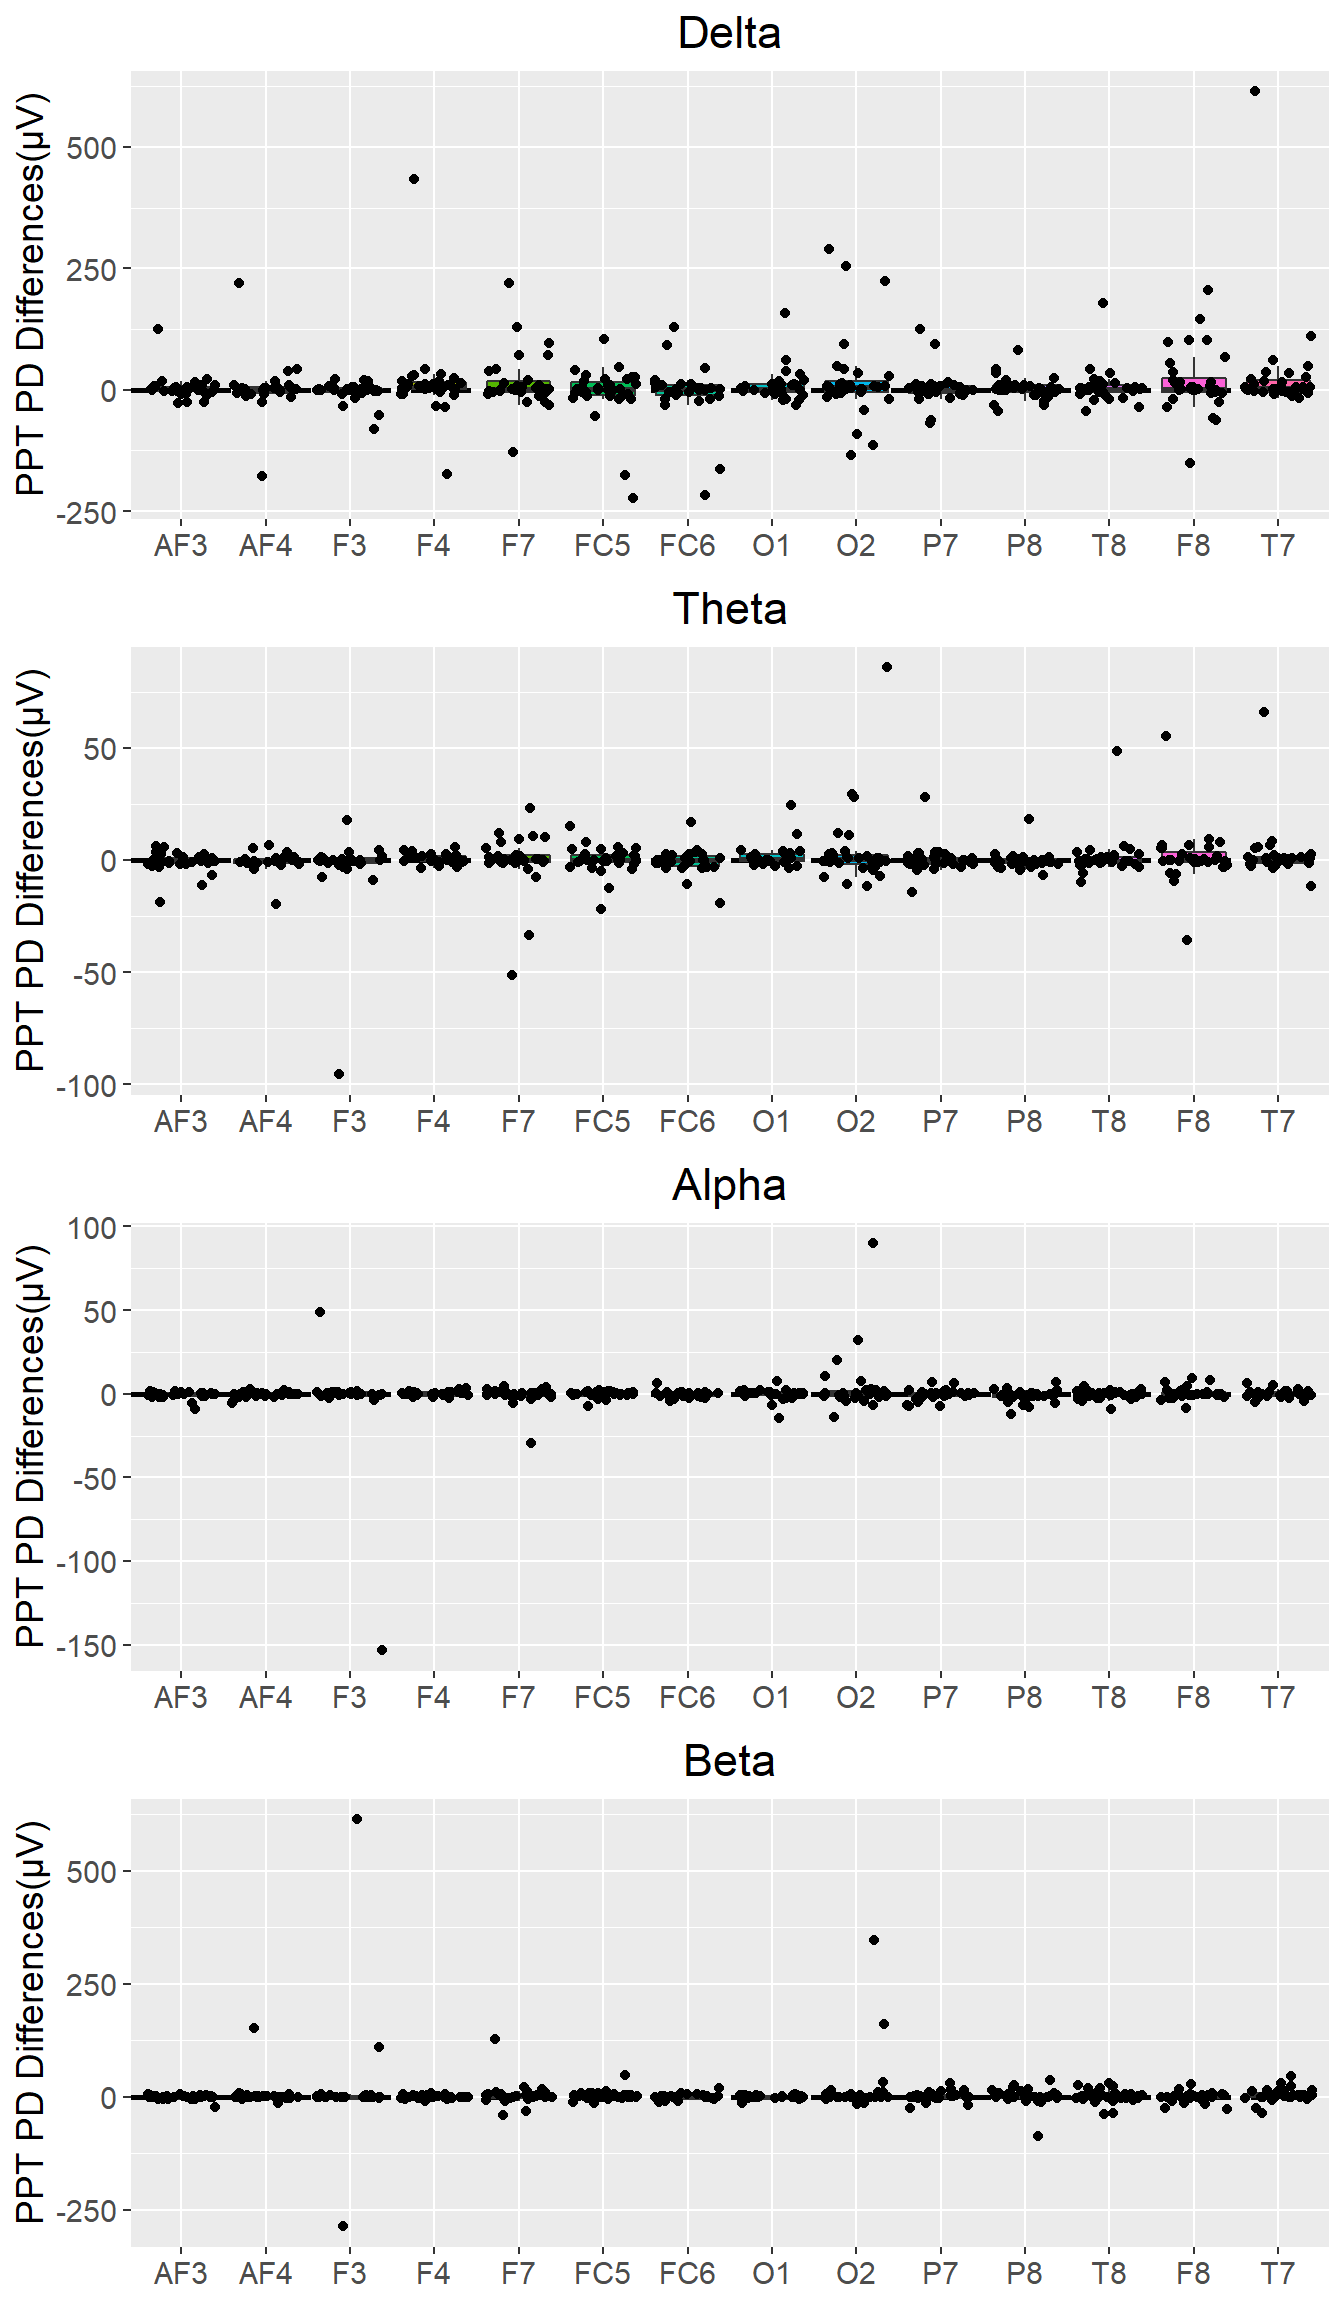 Delta
PPT PD Differences(µV)
500
250
0
-250
AF3 AF4 F3 F4 F7 FC5 FC6 O1 O2 P7 P8 T8 F8 T7
Theta
PPT PD Differences(µV)
50
0
-50
-100
AF3 AF4 F3 F4 F7 FC5 FC6 O1 O2 P7 P8 T8 F8 T7
Alpha
PPT PD Differences(µV)
100
50
0
-50
-100
-150
AF3 AF4 F3 F4 F7 FC5 FC6 O1 O2 P7 P8 T8 F8 T7
Beta
PPT PD Differences(µV)
500
250
0
-250
AF3 AF4 F3 F4 F7 FC5 FC6 O1 O2 P7 P8 T8 F8 T7